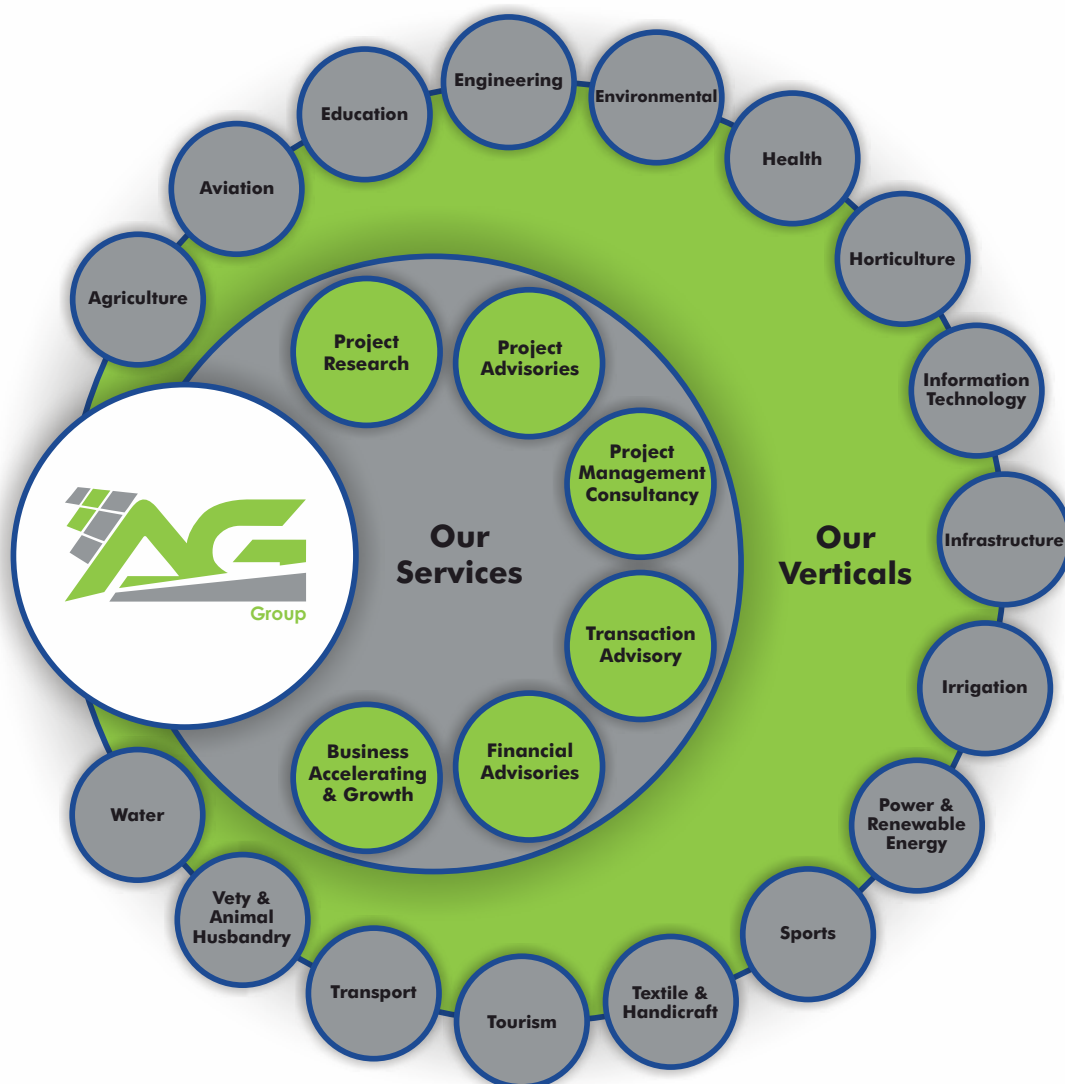 Engineering
Environmental
Education
Health
Aviation
Horticulture
Agriculture
Project
Research
Project
Advisories
Information
Technology
Project
Management
Consultancy
AG
Group
Our
Services
Our
Verticals
Infrastructure
Transaction
Advisory
Irrigation
Business
Accelerating
& Growth
Financial
Advisories
Water
Power &
Renewable
Energy
Vety &
Animal
Husbandry
Sports
Transport
Tourism
Textile &
Handicraft